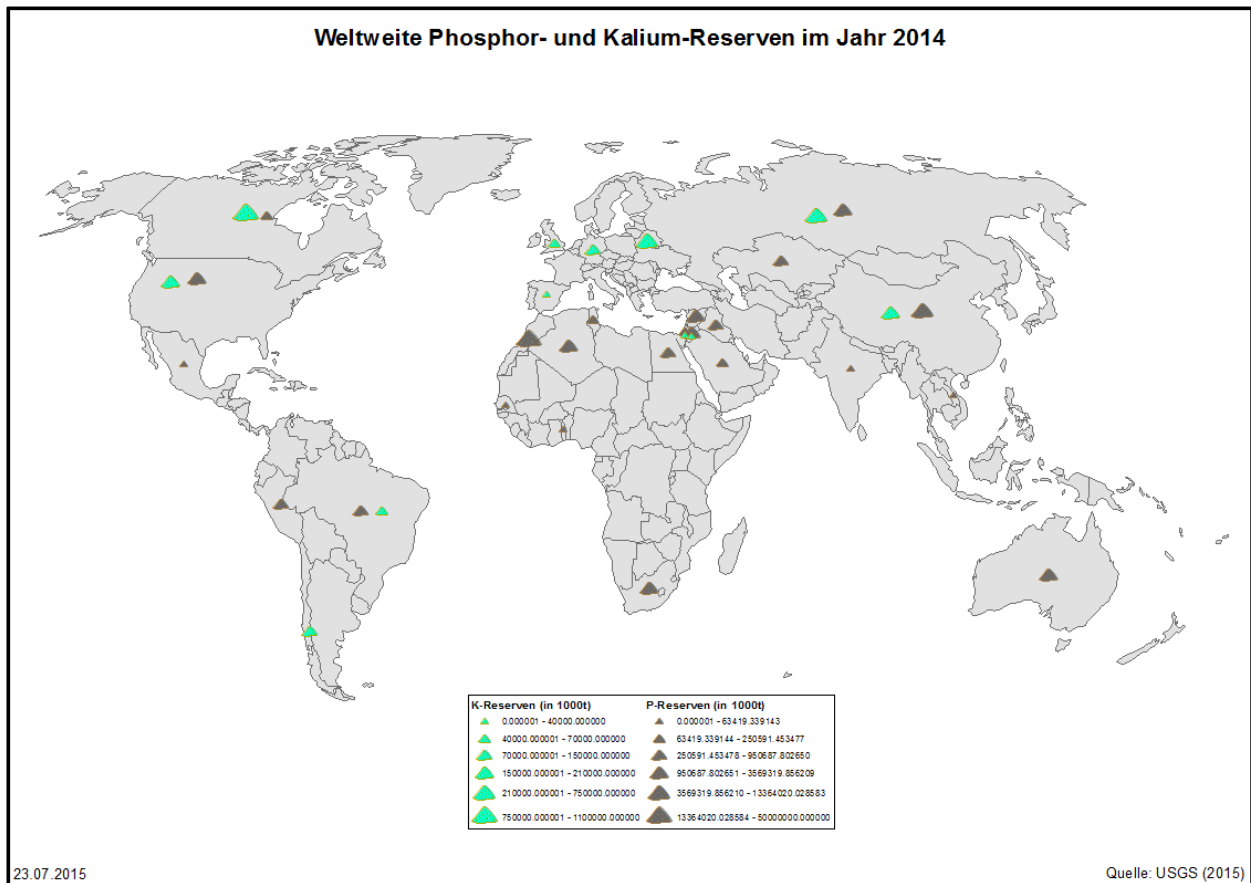 Weltweite Phosphor- und Kalium-Reserven im Jahr 2014
K-Reserven (in 1000t)
0.000001 - 40000.000000
40000.000001 - 70000.000000
70000.000001 - 150000.000000
150000.000001 - 210000.000000
210000.000001 - 750000.000000
750000.000001 - 1100000.000000
P-Reserven (in 1000t)
0.000001 - 63419.339143
63419.339144 - 250591.453477
250591.453478 - 950687.802650
950687.802651 - 3569319.856209
3569319.856210 - 13364020.028583
13364020.028584 - 50000000.000000
23.07.2015
Quelle: USGS (2015)